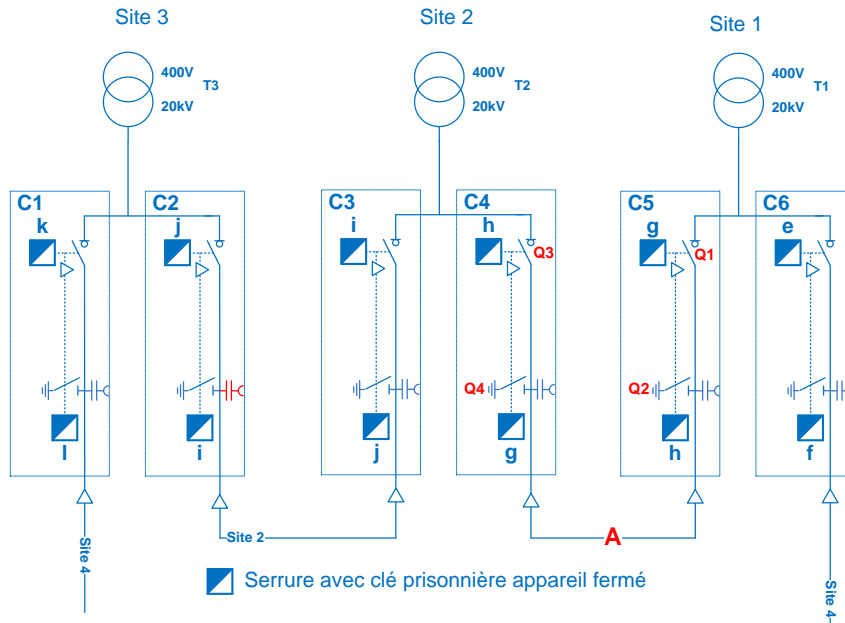 Site 3
Site 2
Site 1
400V
T3
20kV
400V
T2
20kV
400V
T1
20kV
C1
k
C2
j
C3
i
C4
h
Q3
C5
g
Q1
C6
e
Q4
Q2
l
i
j
g
h
f
Site 4
Site 2
A
Site 4
Serrure avec clé prisonnière appareil fermé